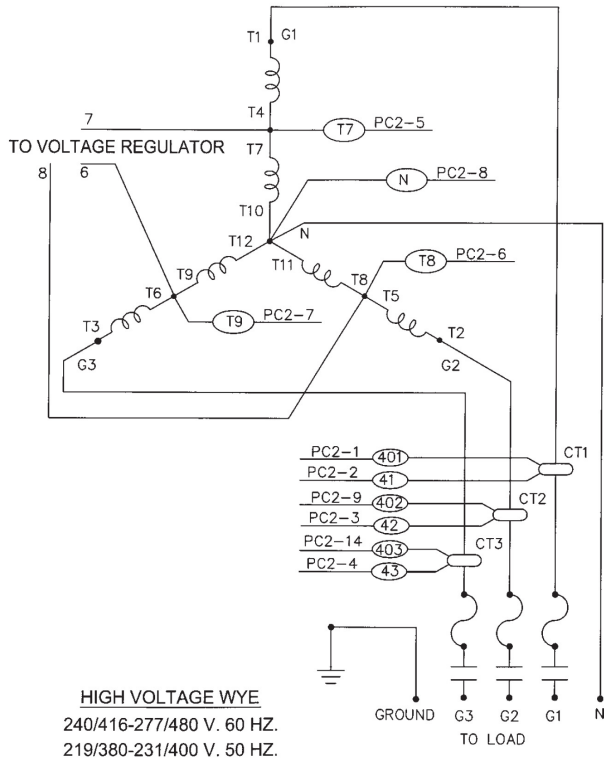 T1 G1
T4
7
T7 PC2-5
TO VOLTAGE REGULATOR
T7
8 6
N PC2-8
T10
N
T12
T11
T8 PC2-6
T9
T8
T6
T5
T3
T9 PC2-7
T2
G3
G2
PC2-1 401
CT1
PC2-2 41
PC2-9 402
CT2
PC2-3 42
PC2-14 403
CT3
PC2-4 43
GROUND G3 G2 G1 N
TO LOAD
HIGH VOLTAGE WYE
240/416-277/480 V. 60 HZ.
219/380-231/400 V. 50 HZ.